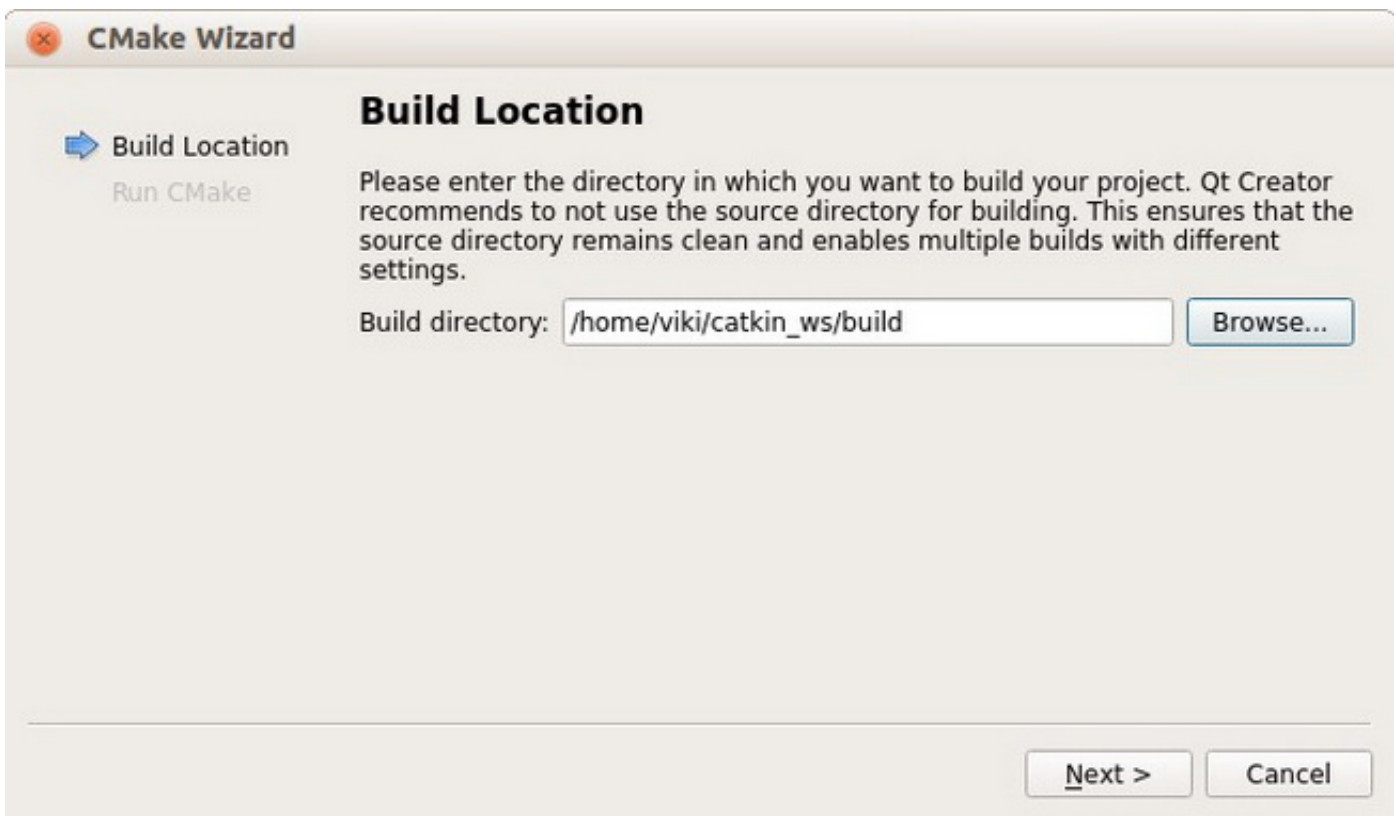 CMake Wizard
Build Location
Run CMake
Build Location
Please enter the directory in which you want to build your project. Qt Creator
recommends to not use the source directory for building. This ensures that the
source directory remains clean and enables multiple builds with different
settings.
Build directory: /home/viki/catkin_ws/build Browse...
Next > Cancel